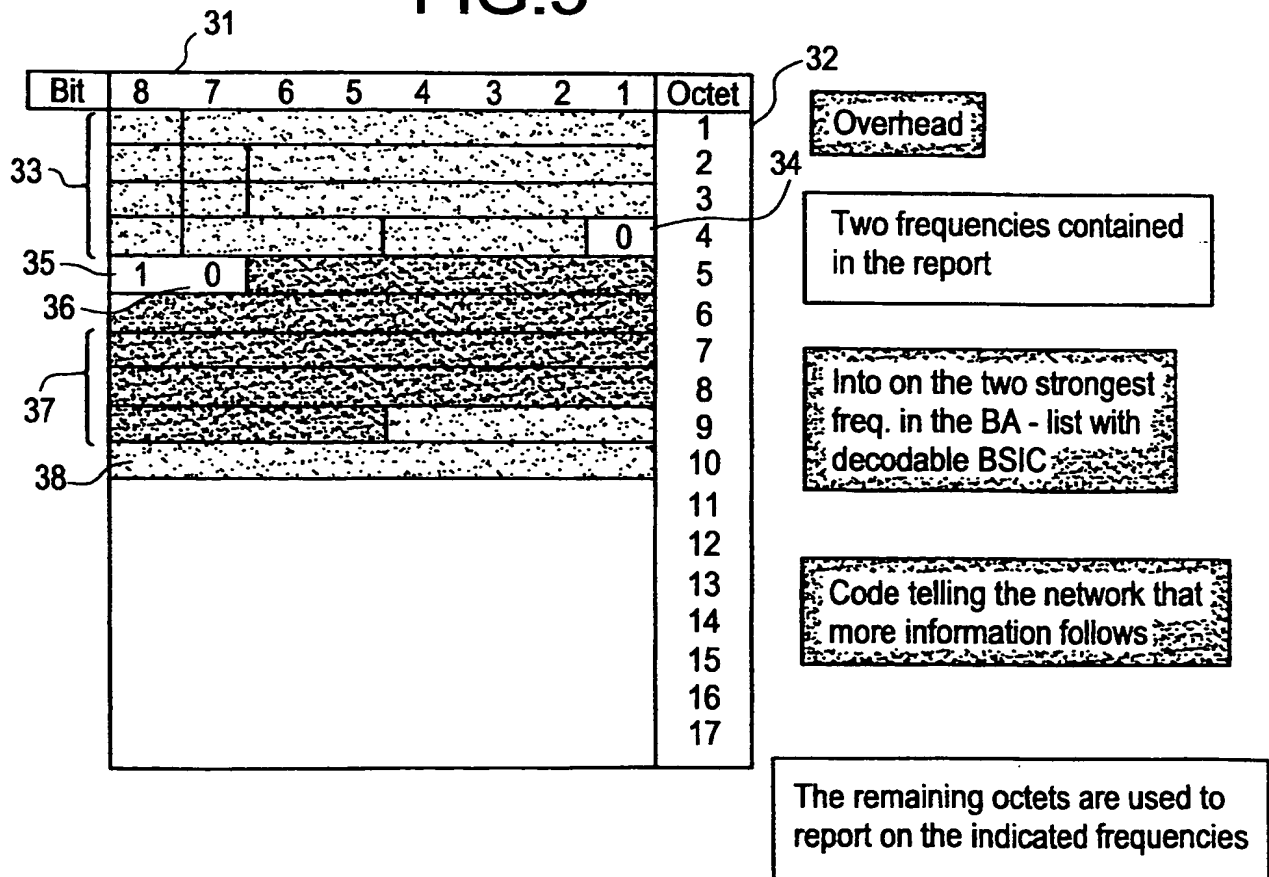 FIG.5
31
32
Bit 8 7 6 5 4 3 2 1 Octet
1
2
3
0 4
1 0 5
6
7
8
9
10
11
12
13
14
15
16
17
33
34
35
36
37
38
Overhead
Two frequencies contained
in the report
Into on the two strongest
freq. in the BA - list with
decodable BSIC
Code telling the network that
more information follows
The remaining octets are used to
report on the indicated frequencies